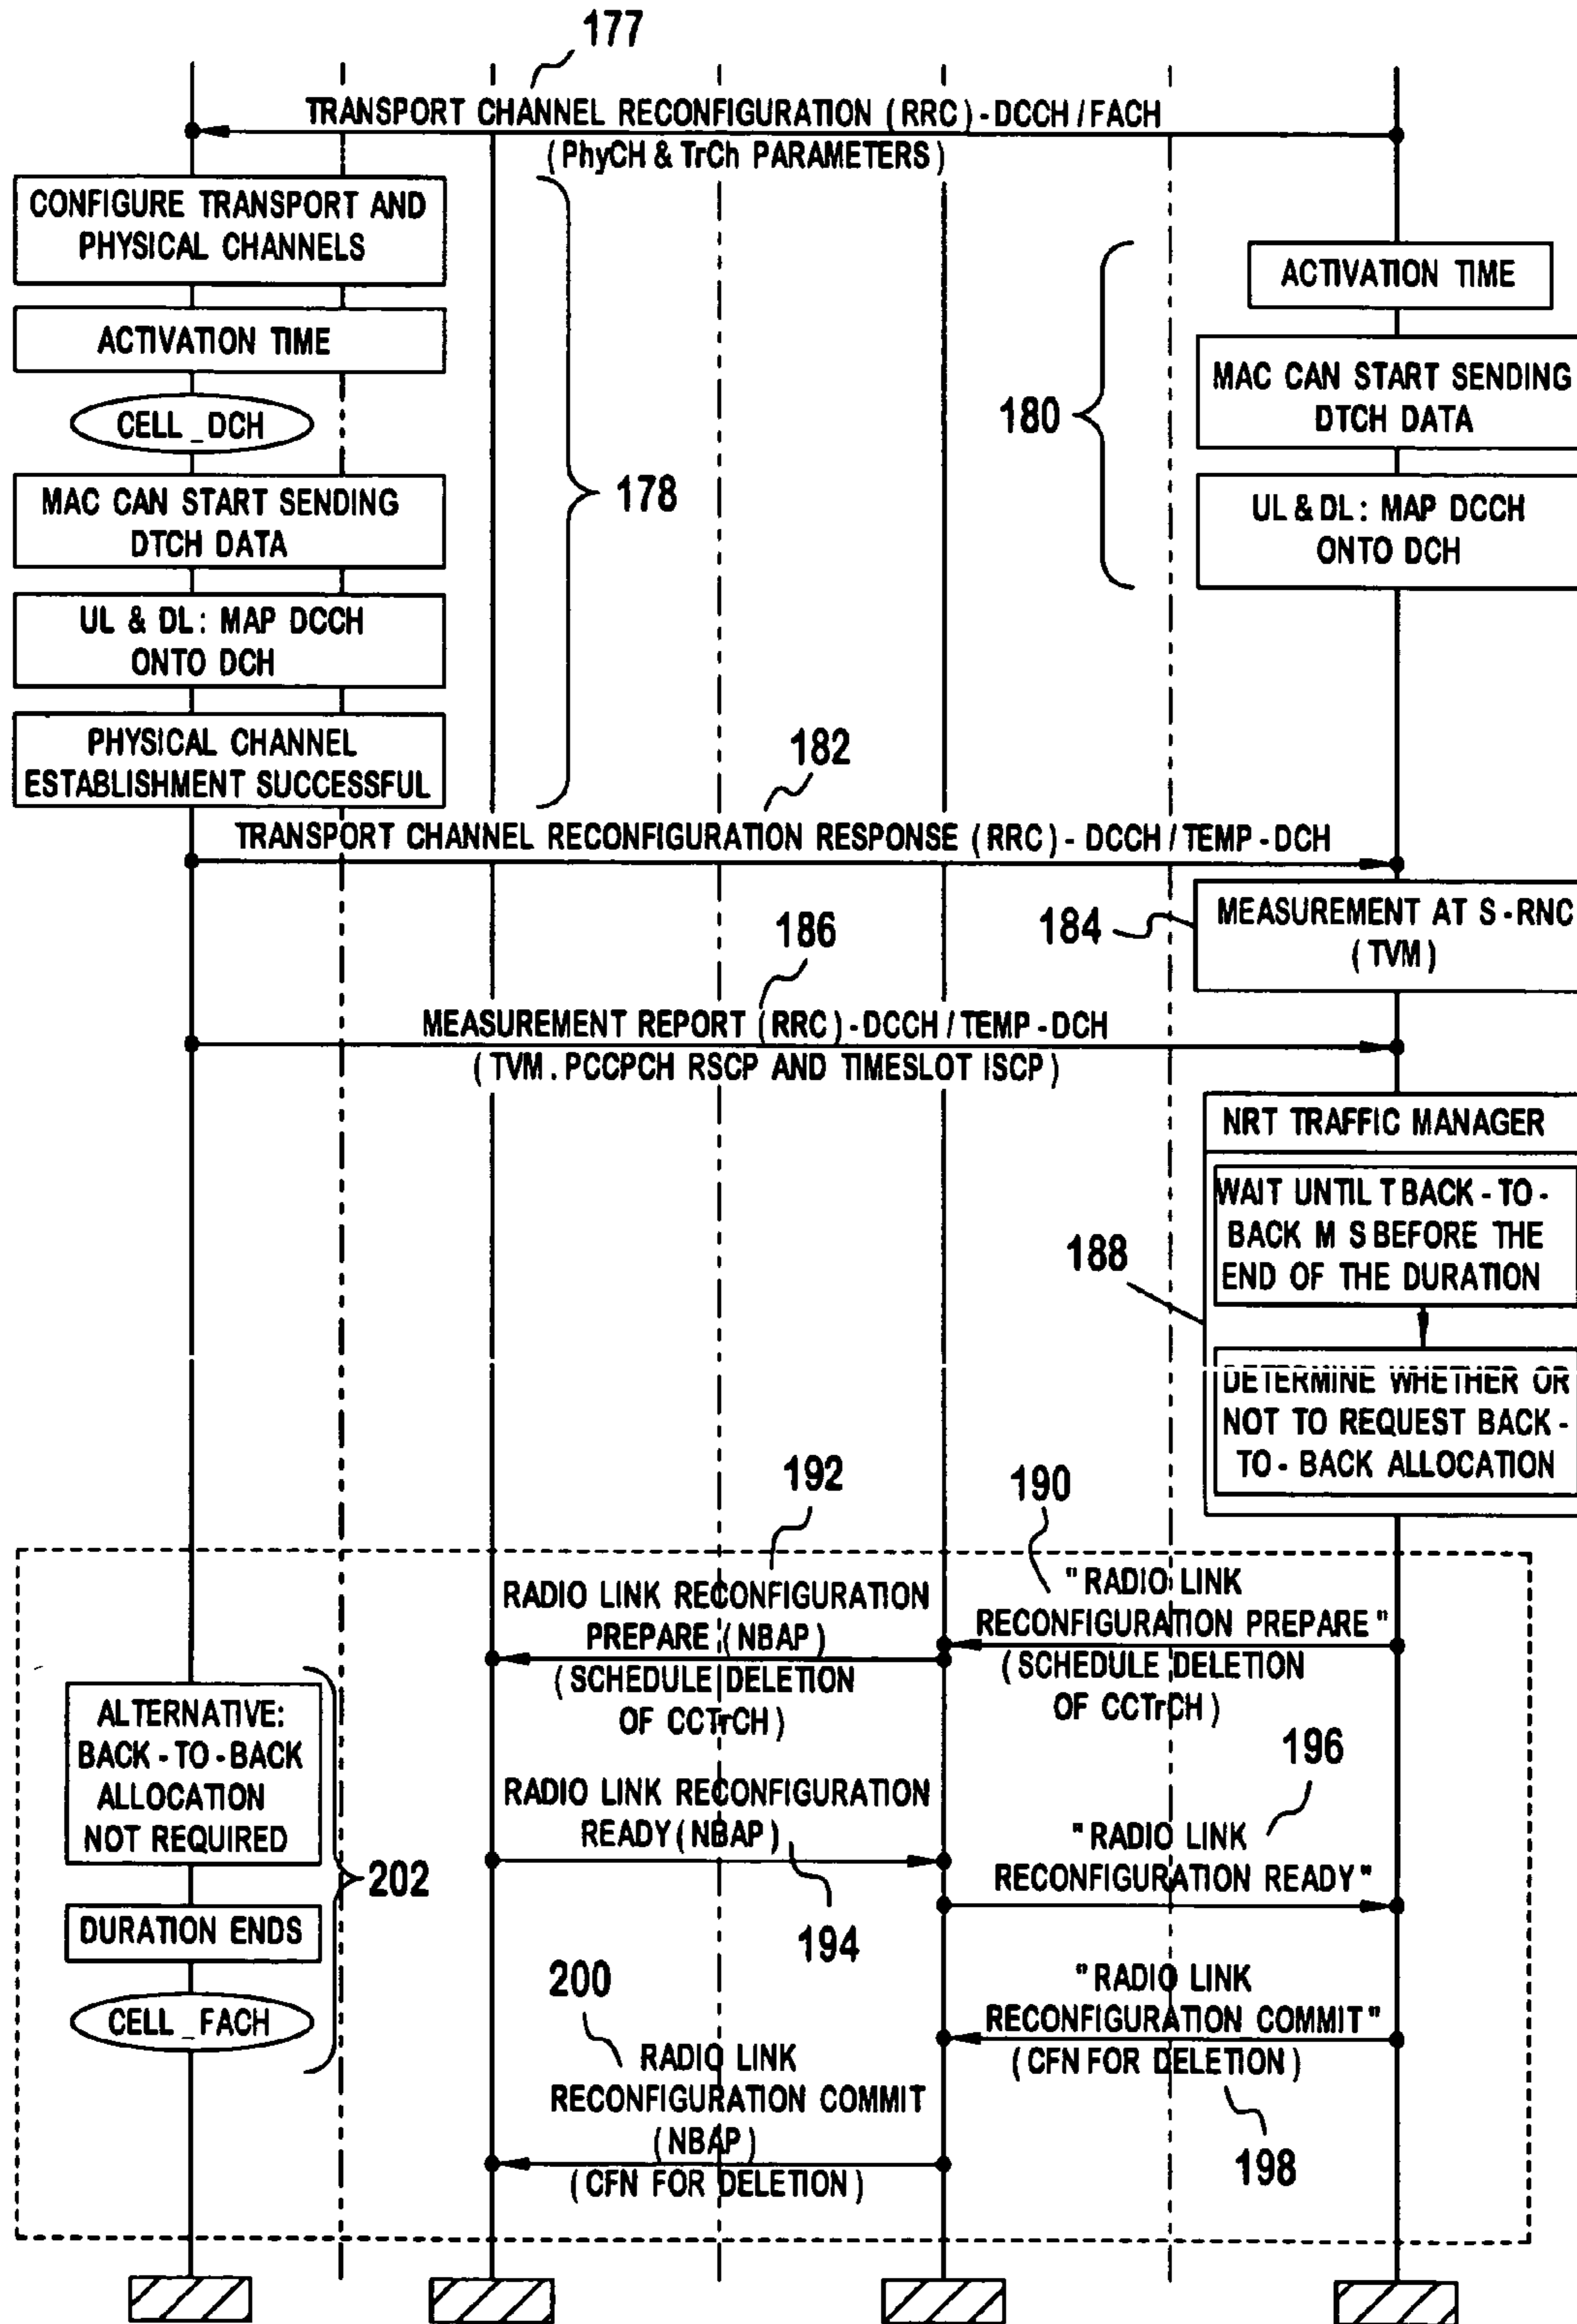 177
TRANSPORT CHANNEL RECONFIGURATION (RRC)-DCCH/FACH
(PhyCH & TrCh PARAMETERS)
CONFIGURE TRANSPORT AND
PHYSICAL CHANNELS
ACTIVATION TIME
CELL_DCH
MAC CAN START SENDING
DTCH DATA
UL & DL: MAP DCCH
ONTO DCH
PHYSICAL CHANNEL
ESTABLISHMENT SUCCESSFUL
178
180
ACTIVATION TIME
MAC CAN START SENDING
DTCH DATA
UL & DL: MAP DCCH
ONTO DCH
182
TRANSPORT CHANNEL RECONFIGURATION RESPONSE (RRC)- DCCH/TEMP-DCH
184
MEASUREMENT AT S-RNC
(TVM)
186
MEASUREMENT REPORT (RRC)-DCCH/TEMP-DCH
(TVM. PCCPCH RSCP AND TIMESLOT ISCP)
188
NRT TRAFFIC MANAGER
WAIT UNTIL T BACK-TO-
BACK M S BEFORE THE
END OF THE DURATION
DETERMINE WHETHER OR
NOT TO REQUEST BACK-
TO-BACK ALLOCATION
192
RADIO LINK RECONFIGURATION
PREPARE (NBAP)
(SCHEDULE DELETION
OF CCTrCH)
190
"RADIO LINK
RECONFIGURATION PREPARE"
(SCHEDULE DELETION
OF CCTrCH)
ALTERNATIVE:
BACK-TO-BACK
ALLOCATION
NOT REQUIRED
DURATION ENDS
CELL_FACH
202
RADIO LINK RECONFIGURATION
READY(NBAP)
194
196
"RADIO LINK
RECONFIGURATION READY"
"RADIO LINK
RECONFIGURATION COMMIT"
(CFN FOR DELETION)
198
200
RADIO LINK
RECONFIGURATION COMMIT
(NBAP)
(CFN FOR DELETION)